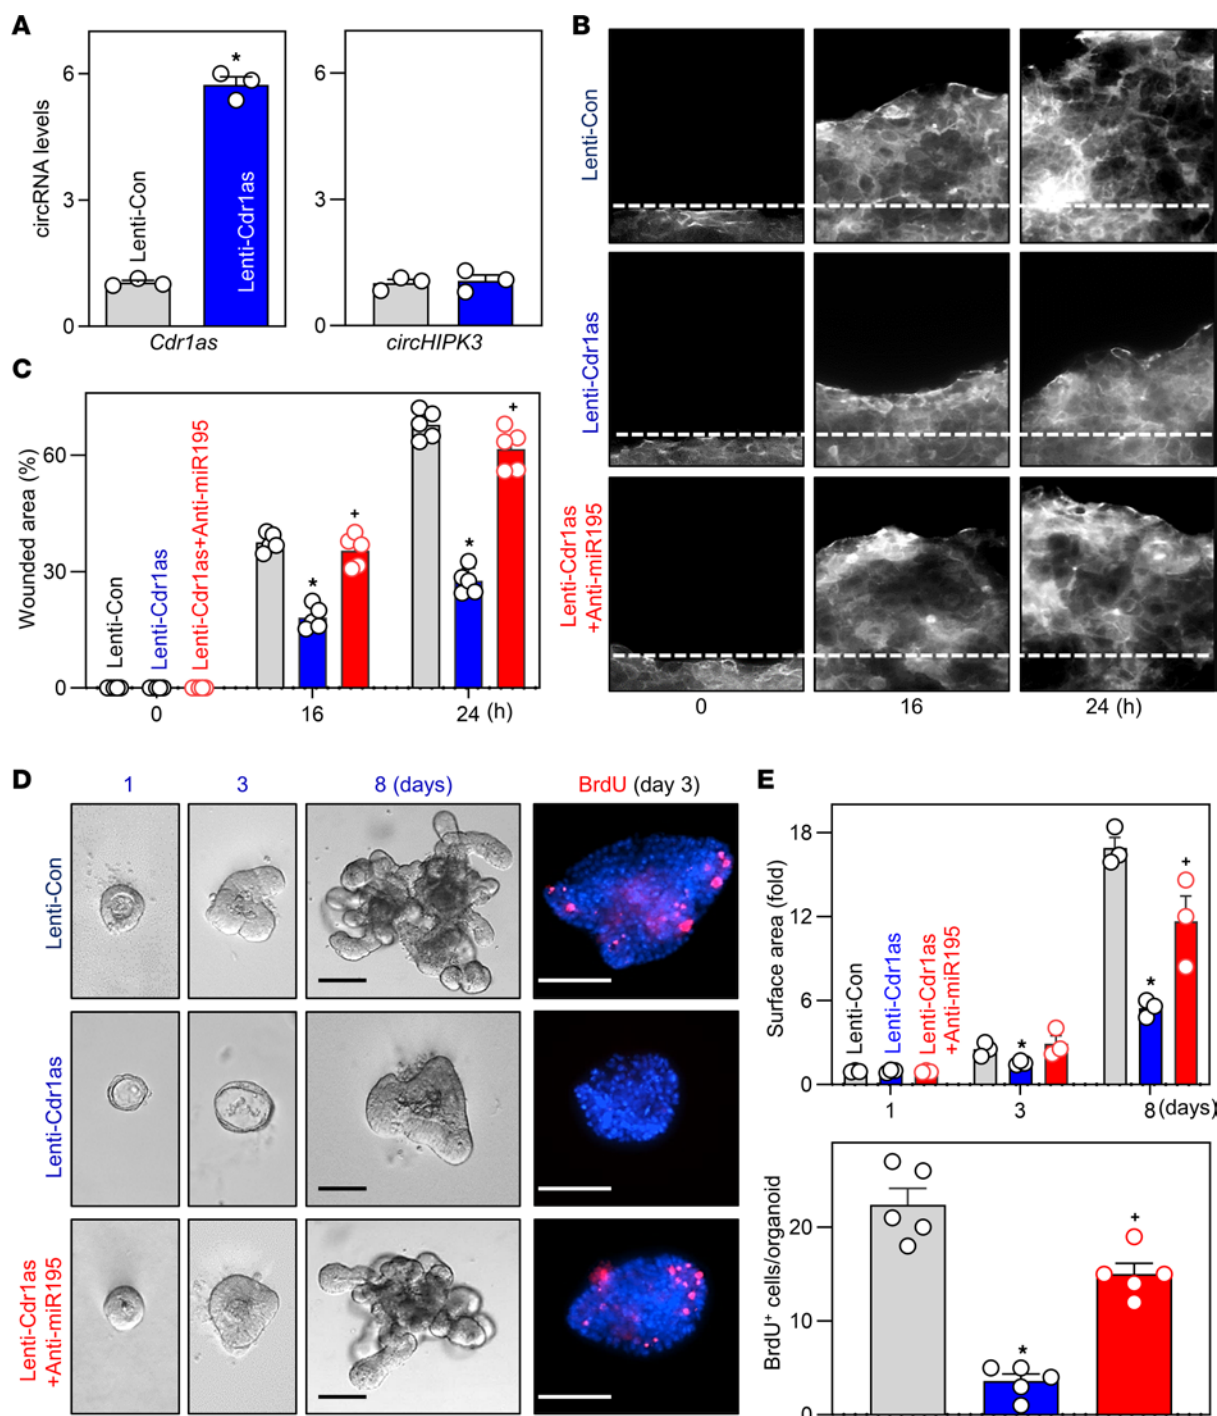 A
circRNA levels
6
3
0
Lenti-Con
*
Lenti-Cdr1as
Cdr1as
6
3
0
circHIPK3
B
Lenti-Con
Lenti-Cdr1as
Lenti-Cdr1as
+Anti-miR195
0
16
24 (h)
C
Wounded area (%)
60
30
0
Lenti-Con
Lenti-Cdr1as
Lenti-Cdr1as+Anti-miR195
*
+
*
+
0
16
24 (h)
D
1
3
8 (days)
BrdU (day 3)
Lenti-Con
Lenti-Cdr1as
Lenti-Cdr1as
+Anti-miR195
E
Surface area (fold)
18
12
6
0
Lenti-Con
Lenti-Cdr1as
Lenti-Cdr1as
+Anti-miR195
*
*
+
1
3
8 (days)
BrdU⁺ cells/organoid
20
10
0
*
+